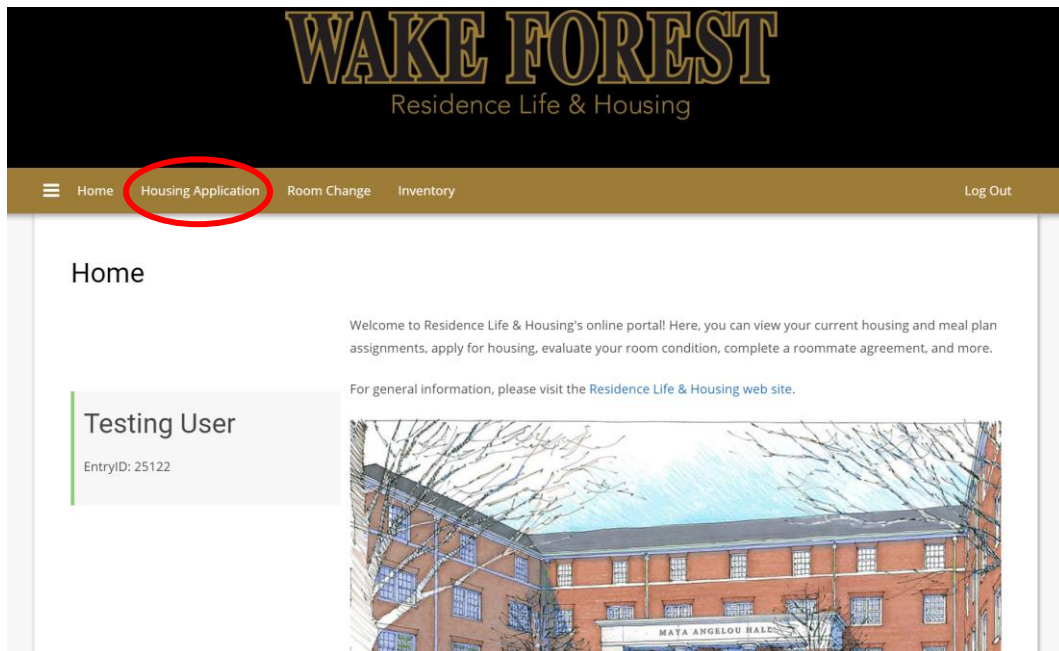 WAKE FOREST
Residence Life & Housing
Home Housing Application Room Change Inventory Log Out
Home
Welcome to Residence Life & Housing's online portal! Here, you can view your current housing and meal plan
assignments, apply for housing, evaluate your room condition, complete a roommate agreement, and more.
For general information, please visit the Residence Life & Housing web site.
Testing User
EntryID: 25122
MAYA ANGELOU HALL